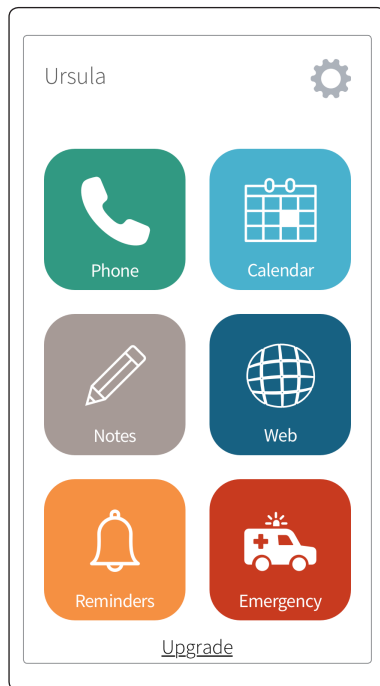 Ursula
Phone
Calendar
Notes
Web
Reminders
Emergency
Upgrade